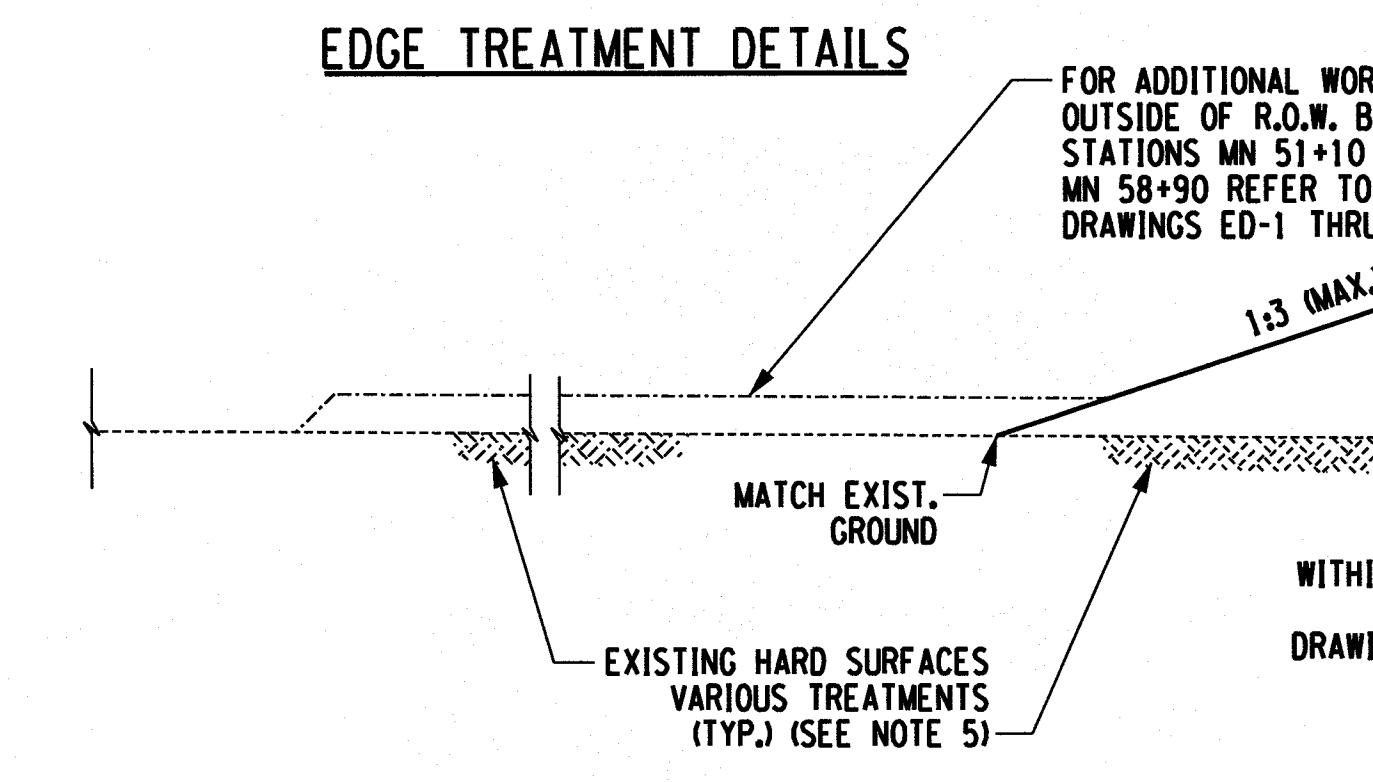 EDGE TREATMENT DETAILS
FOR ADDITIONAL WOR
OUTSIDE OF R.O.W. B
STATIONS MN 51+10
MN 58+90 REFER TO
DRAWINGS ED-1 THRU
1:3 (MAX.
MATCH EXIST.
GROUND
WITHI
DRAWI
EXISTING HARD SURFACES
VARIOUS TREATMENTS
(TYP.) (SEE NOTE 5)